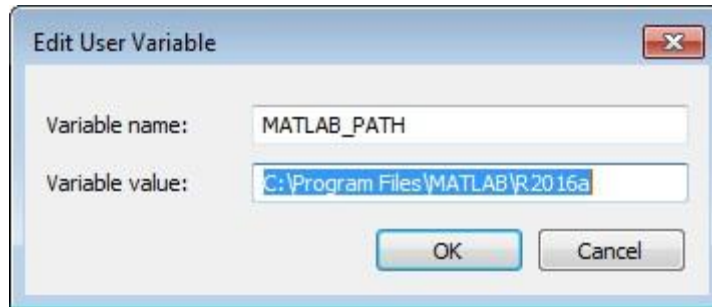 Edit User Variable
Variable name: MATLAB_PATH
Variable value: C:\Program Files\MATLAB\R2016a
OK Cancel